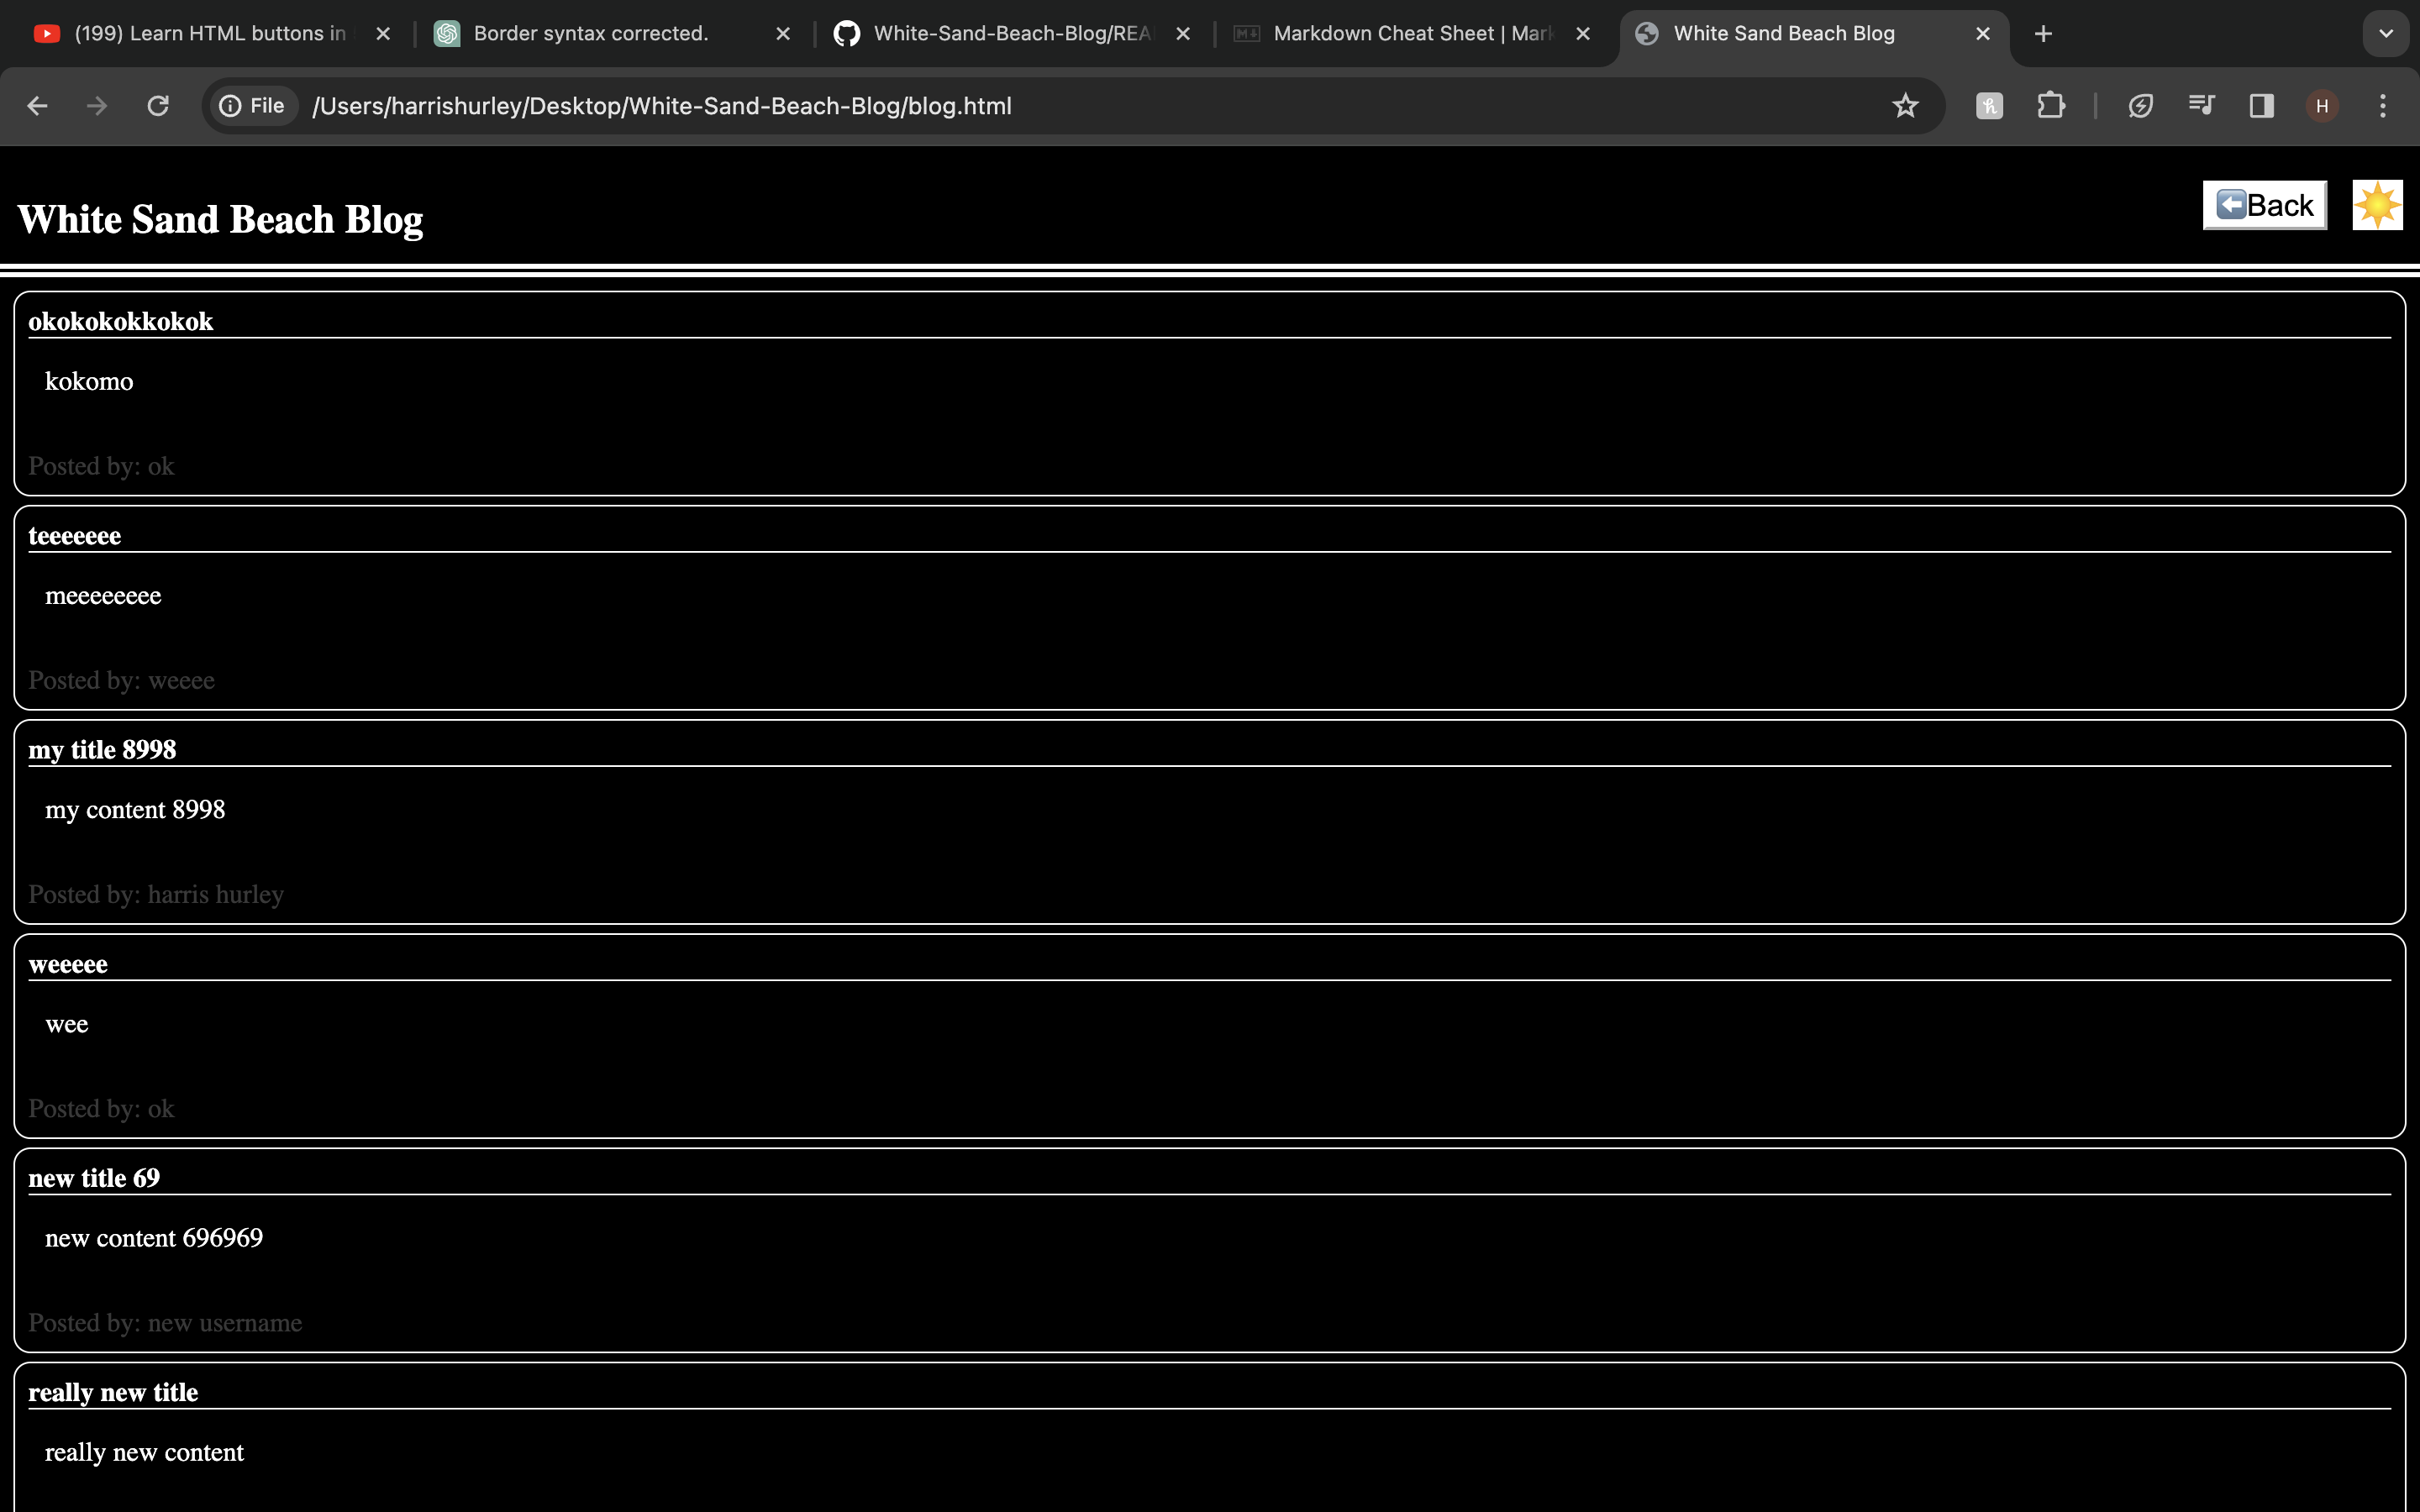 (199) Learn HTML buttons in
Border syntax corrected.
White-Sand-Beach-Blog/REA
Markdown Cheat Sheet | Mark
White Sand Beach Blog
File /Users/harrishurley/Desktop/White-Sand-Beach-Blog/blog.html
H
White Sand Beach Blog
Back
okokokokkokok
kokomo
Posted by: ok
teeeeeee
meeeeeeee
Posted by: weeee
my title 8998
my content 8998
Posted by: harris hurley
weeeee
wee
Posted by: ok
new title 69
new content 696969
Posted by: new username
really new title
really new content